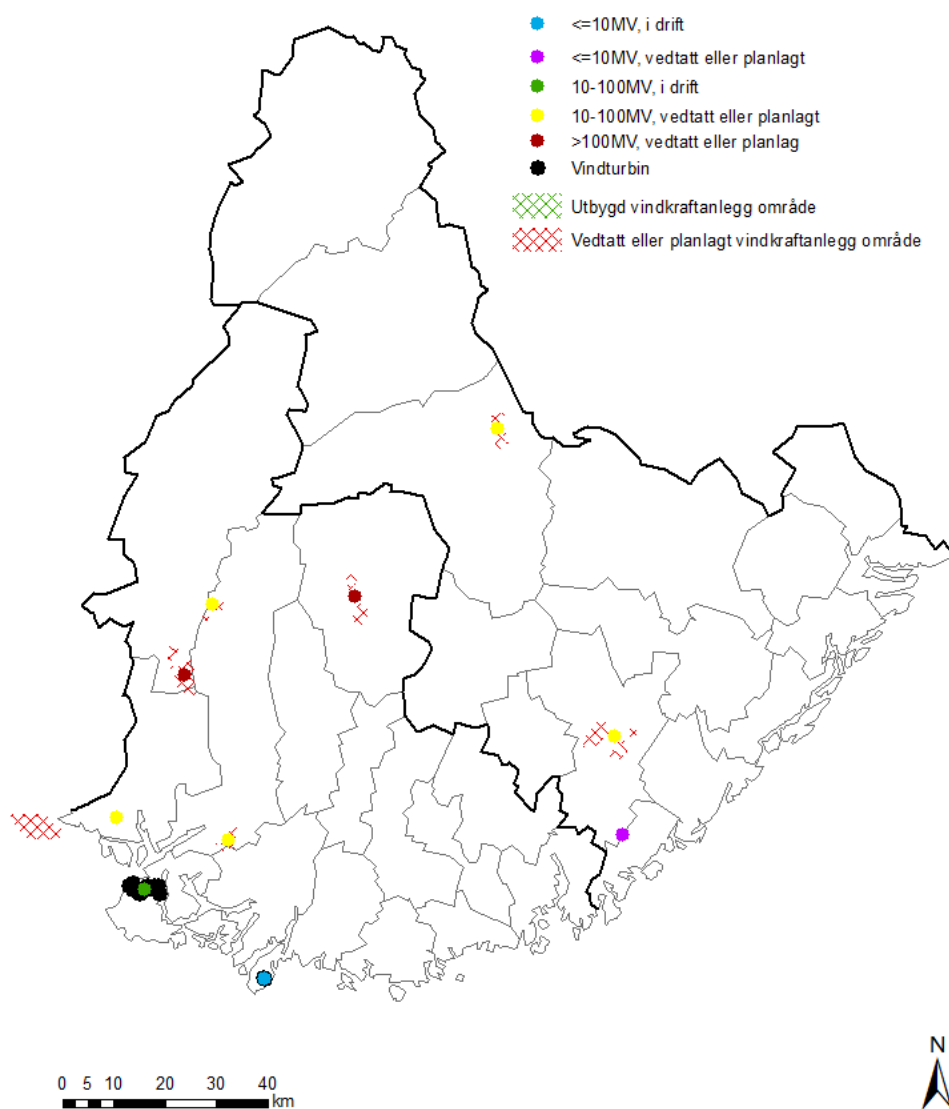 <=10MV, i drift
<=10MV, vedtatt eller planlagt
10-100MV, i drift
10-100MV, vedtatt eller planlagt
>100MV, vedtatt eller planlag
Vindturbin
Utbygd vindkraftanlegg område
Vedtatt eller planlagt vindkraftanlegg område
0 5 10 20 30 40
km
N